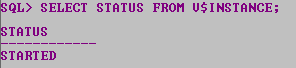 SQL> SELECT STATUS FROM V$INSTANCE;
STATUS
------------
STARTED